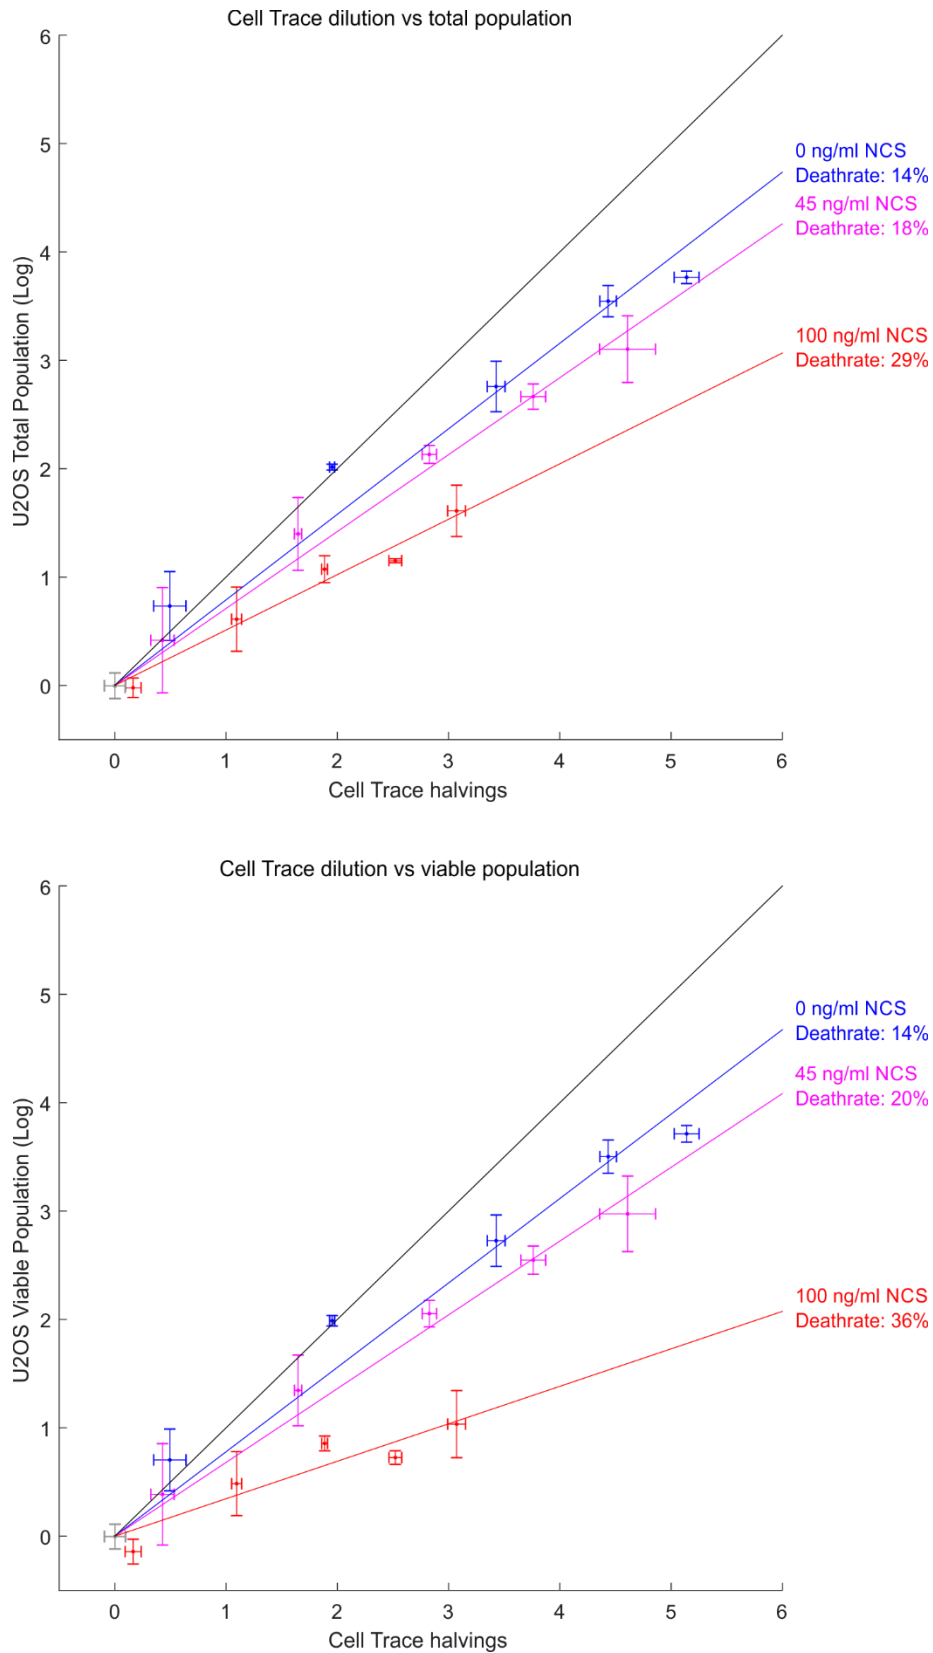 Cell Trace dilution vs total population
6
5
4
3
2
1
0
U2OS Total Population (Log)
0 ng/ml NCS
Deathrate: 14%
45 ng/ml NCS
Deathrate: 18%
100 ng/ml NCS
Deathrate: 29%
0 1 2 3 4 5 6
Cell Trace halvings
Cell Trace dilution vs viable population
6
5
4
3
2
1
0
U2OS Viable Population (Log)
0 ng/ml NCS
Deathrate: 14%
45 ng/ml NCS
Deathrate: 20%
100 ng/ml NCS
Deathrate: 36%
0 1 2 3 4 5 6
Cell Trace halvings